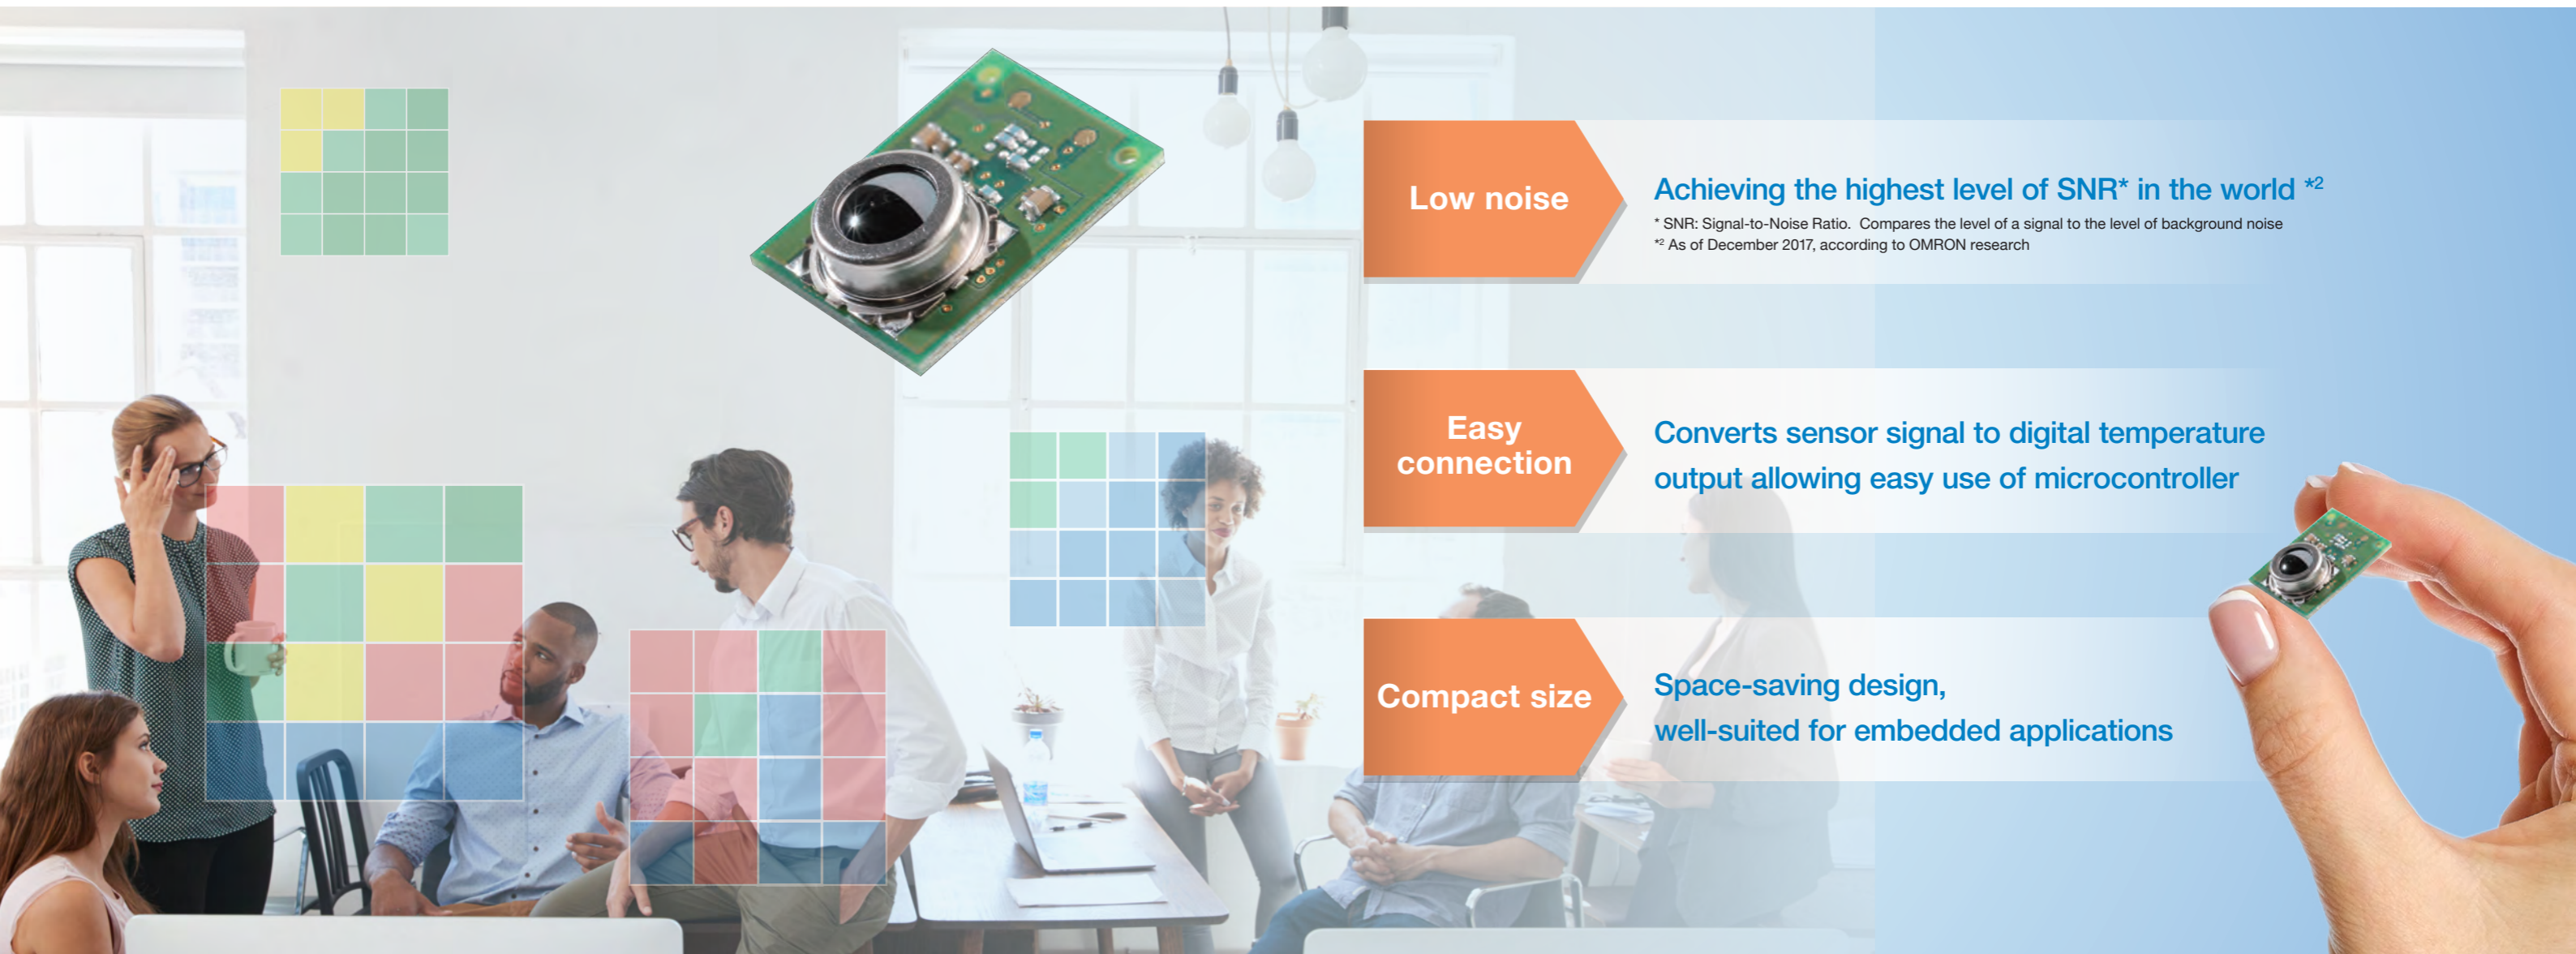 Low noise
Achieving the highest level of SNR* in the world *2
* SNR: Signal-to-Noise Ratio. Compares the level of a signal to the level of background noise
*2 As of December 2017, according to OMRON research
Easy
connection
Converts sensor signal to digital temperature
output allowing easy use of microcontroller
Compact size
Space-saving design,
well-suited for embedded applications